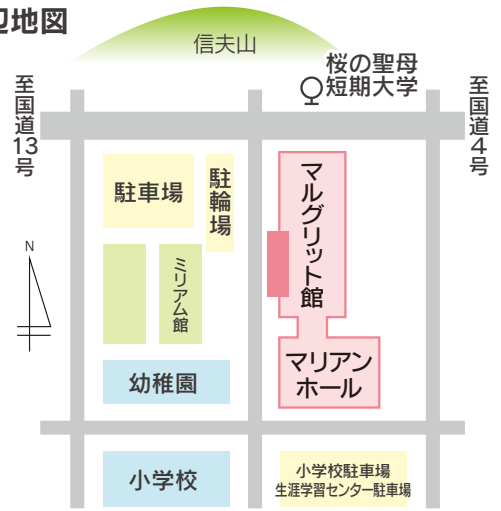 辺地図
信夫山
桜の聖母
短期大学
至国道13号
至国道4号
駐車場
駐輪場
マルグリット館
N
ミリアム館
マリアン
ホール
幼稚園
小学校
小学校駐車場
生涯学習センター駐車場